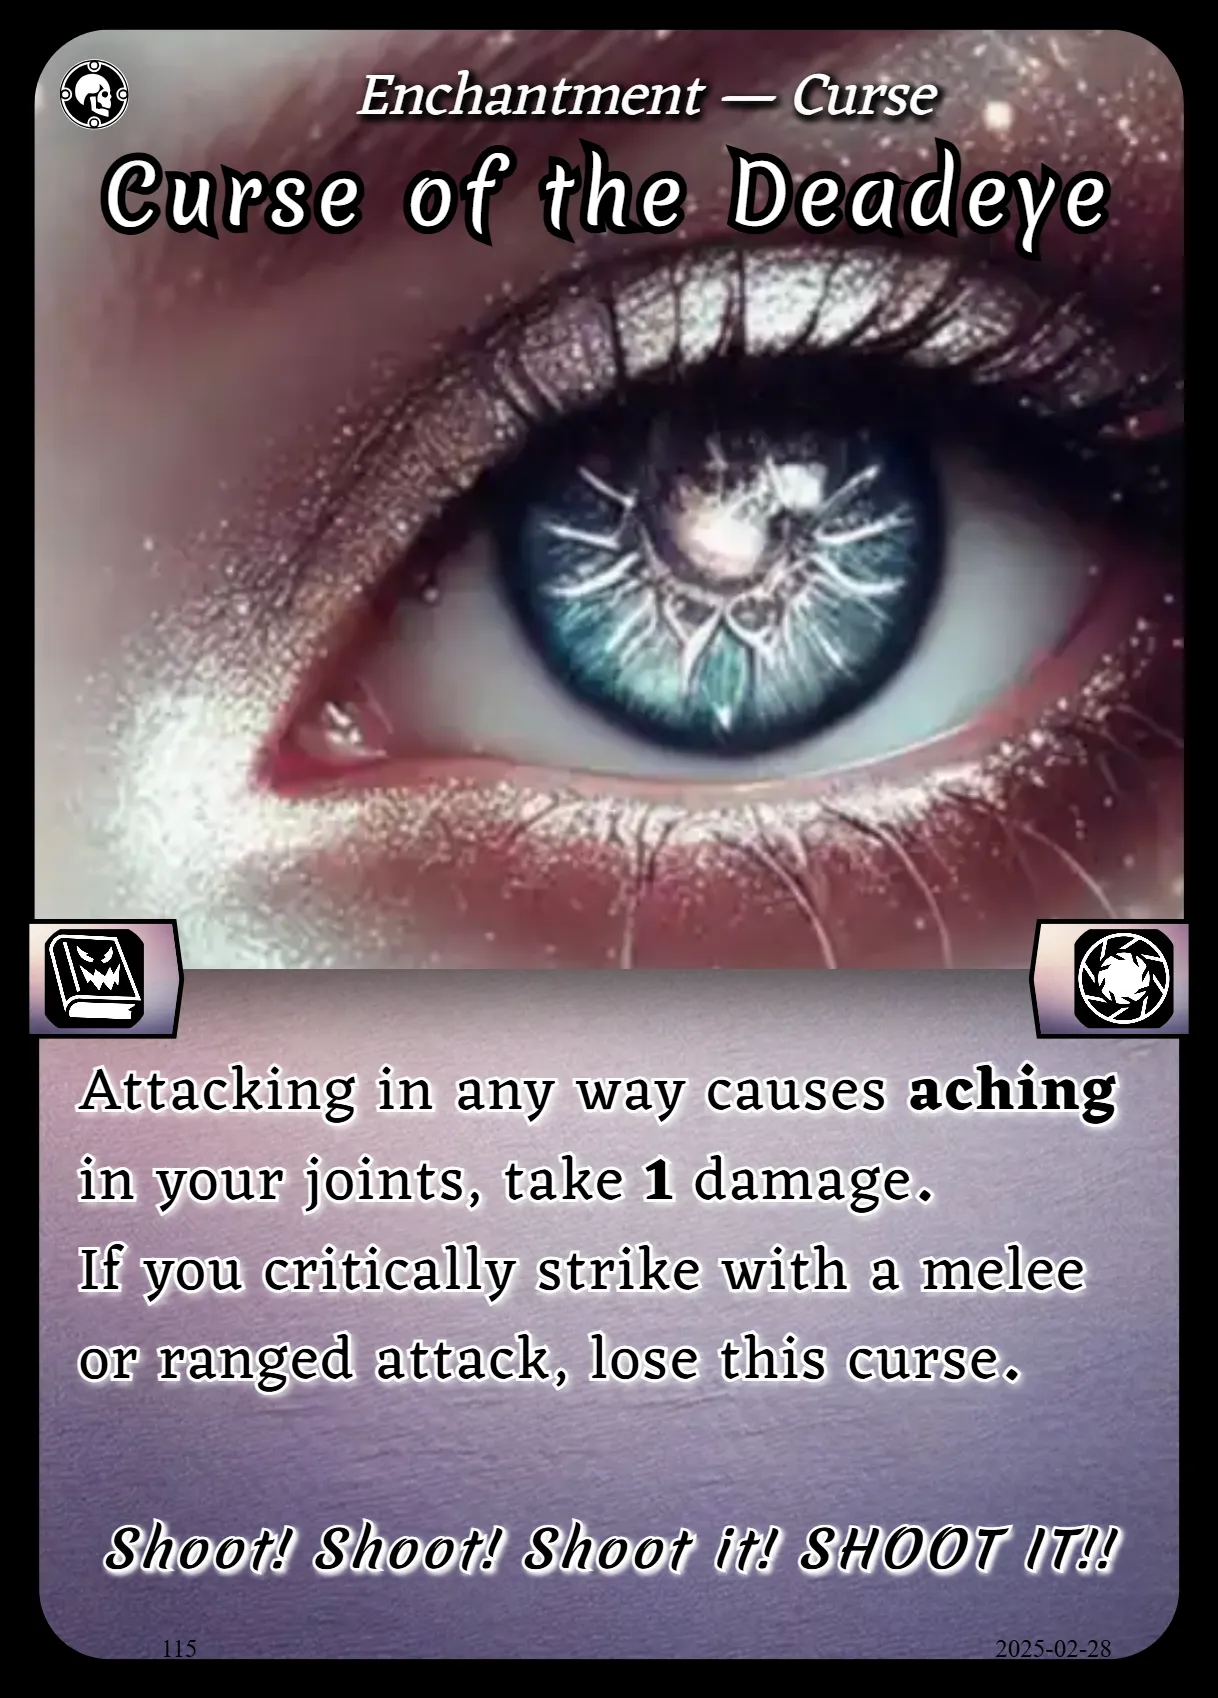 Enchantment — Curse
Curse of the Deadeye
Attacking in any way causes aching
in your joints, take 1 damage.
If you critically strike with a melee
or ranged attack, lose this curse.
Shoot! Shoot! Shoot it! SHOOT IT!!
115
2025-02-28